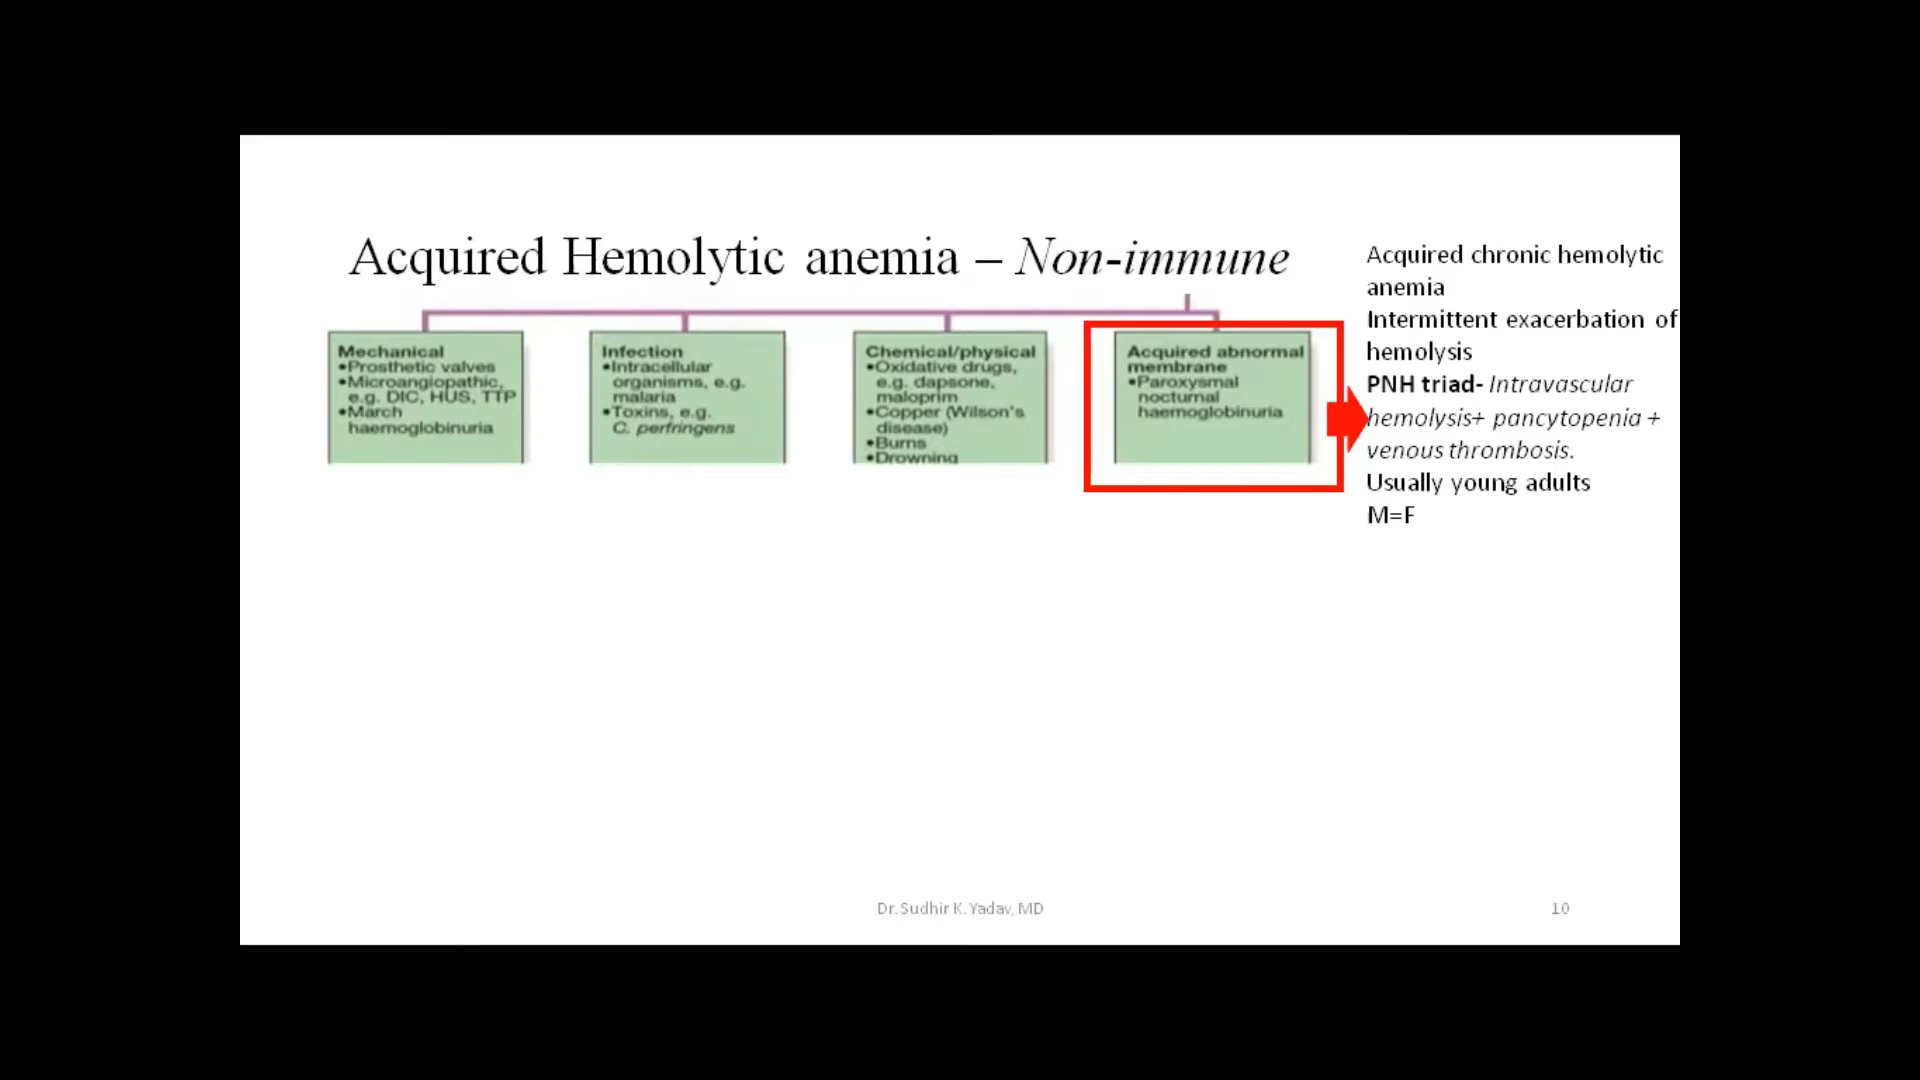 Acquired Hemolytic anemia – Non-immune
Mechanical
•Prosthetic valves
•Microangiopathic,
e.g. DIC, HUS, TTP
•March
haemoglobinuria
Infection
•Intracellular
organisms, e.g.
malaria
•Toxins, e.g.
C. perfringens
Chemical/physical
•Oxidative drugs,
e.g. dapsone,
maloprim
•Copper (Wilson's
disease)
•Burns
•Drowning
Acquired abnormal
membrane
•Paroxysmal
nocturnal
haemoglobinuria
Acquired chronic hemolytic
anemia
Intermittent exacerbation of
hemolysis
PNH triad- Intravascular
hemolysis+ pancytopenia +
venous thrombosis.
Usually young adults
M=F
Dr. Sudhir K. Yadav, MD
10